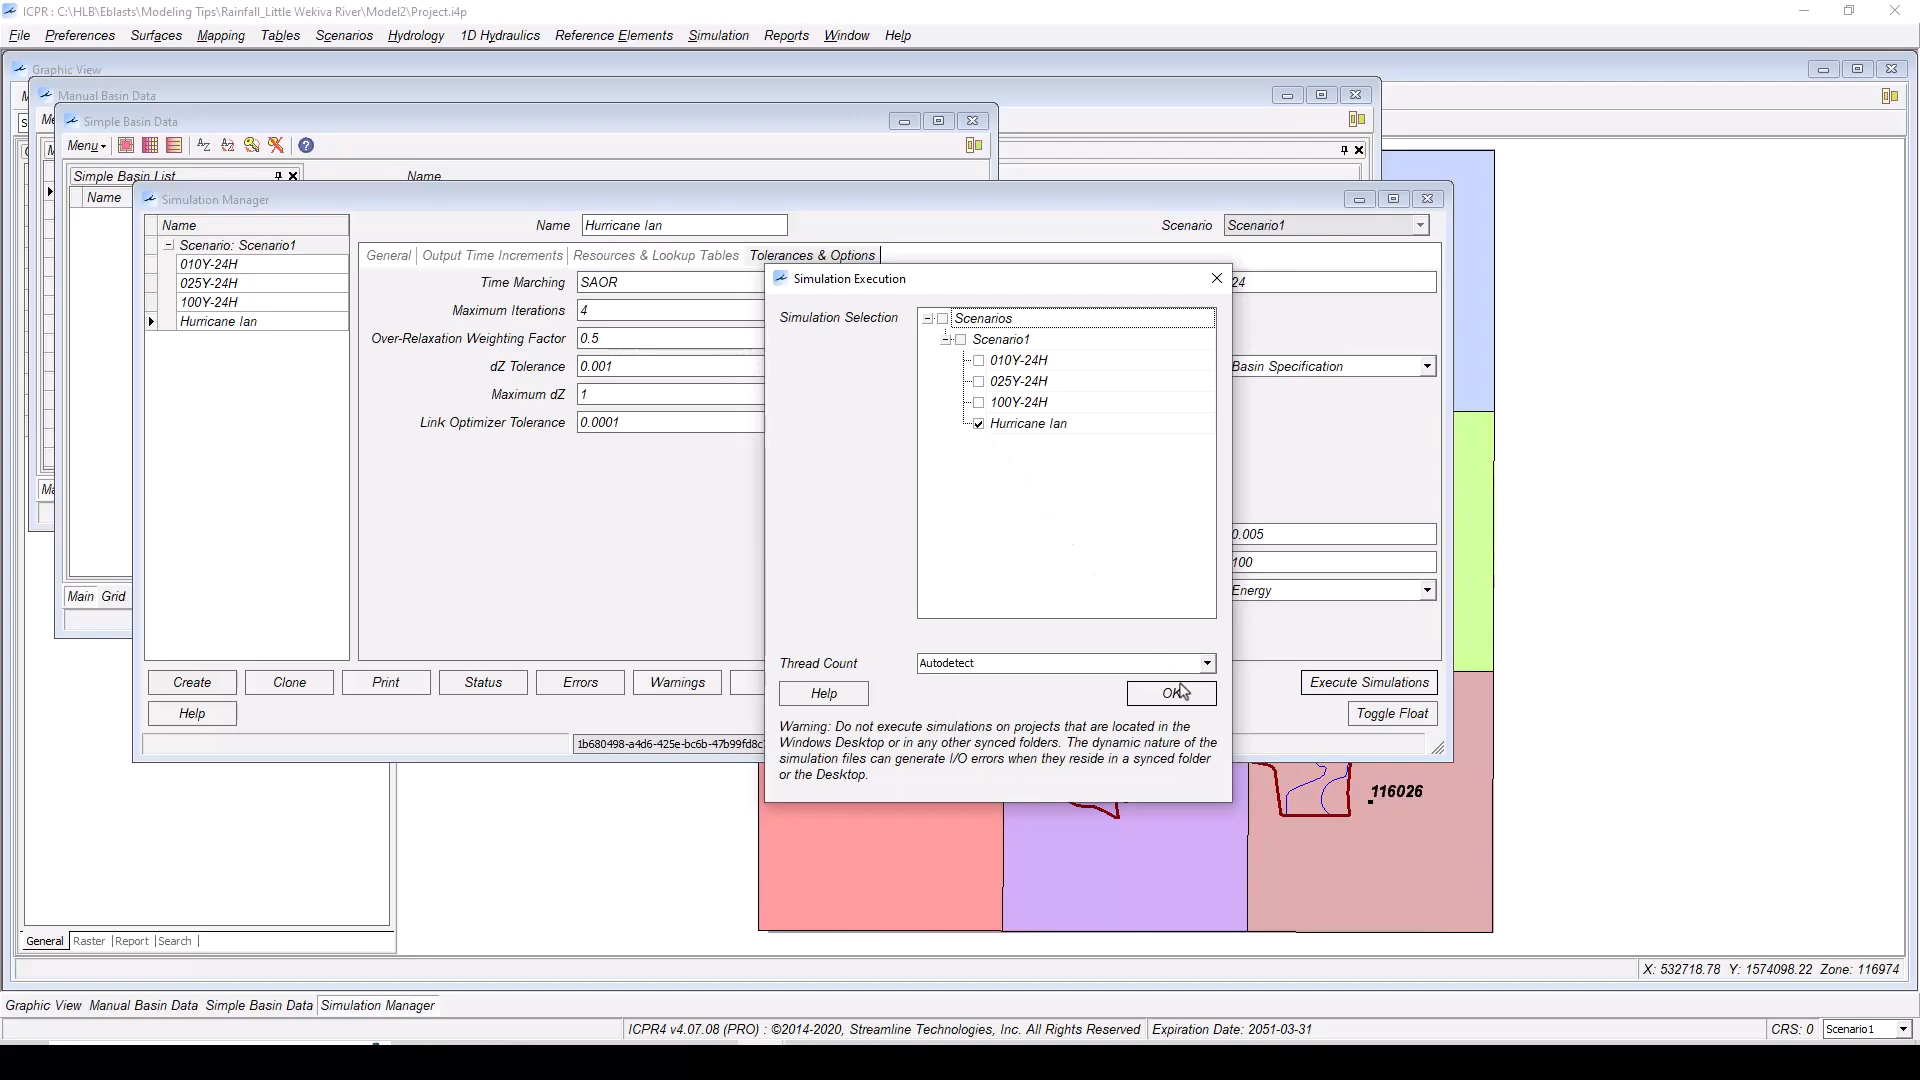 ICPR : C:\HLB\Eblasts\Modeling Tips\Rainfall_Little Wekiva River\Model2\Project.i4p
File Preferences Surfaces Mapping Tables Scenarios Hydrology 1D Hydraulics Reference Elements Simulation Reports Window Help
Graphic View
Manual Basin Data
Simple Basin Data
Menu
Simple Basin List
Name
Name
Simulation Manager
Name
Name Hurricane Ian
Scenario Scenario1
Scenario: Scenario1
010Y-24H
025Y-24H
100Y-24H
Hurricane Ian
General Output Time Increments Resources & Lookup Tables Tolerances & Options
Time Marching SAOR
Maximum Iterations 4
Over-Relaxation Weighting Factor 0.5
dZ Tolerance 0.001
Maximum dZ 1
Link Optimizer Tolerance 0.0001
24
Basin Specification
0.005
100
Energy
Simulation Execution
Simulation Selection
Scenarios
Scenario1
010Y-24H
025Y-24H
100Y-24H
Hurricane Ian
Thread Count Autodetect
Help OK
Warning: Do not execute simulations on projects that are located in the
Windows Desktop or in any other synced folders. The dynamic nature of the
simulation files can generate I/O errors when they reside in a synced folder
or the Desktop.
Main Grid
Create Clone Print Status Errors Warnings Execute Simulations
Help Toggle Float
116026
General Raster Report Search
X: 532718.78 Y: 1574098.22 Zone: 116974
Graphic View Manual Basin Data Simple Basin Data Simulation Manager
ICPR4 v4.07.08 (PRO) : ©2014-2020, Streamline Technologies, Inc. All Rights Reserved Expiration Date: 2051-03-31 CRS: 0 Scenario1